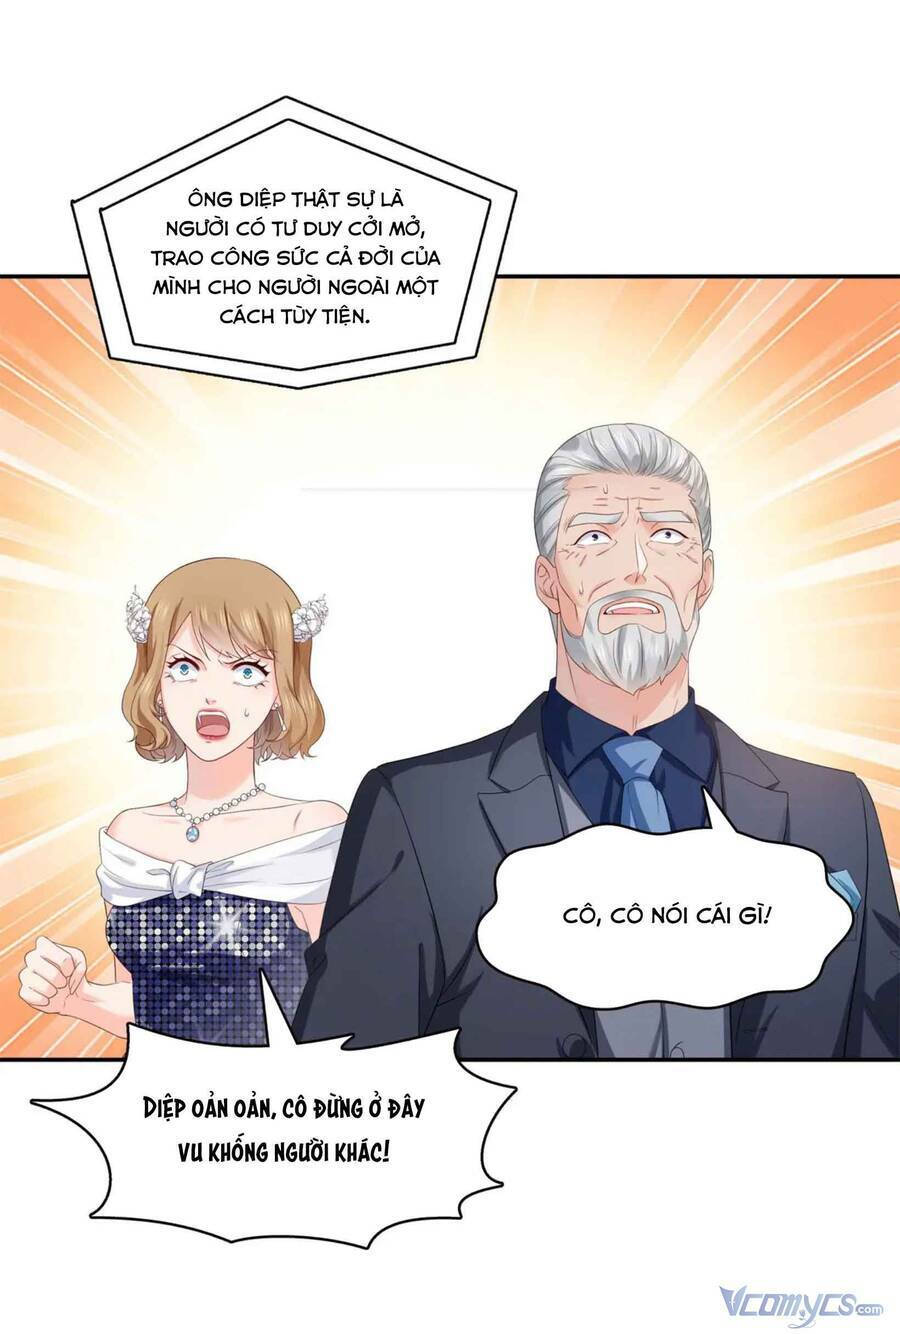 ÔNG DIỆP THẬT SỰ LÀ
NGƯỜI CÓ TƯ DUY CỞI MỞ,
TRAO CÔNG SỨC CẢ ĐỜI CỦA
MÌNH CHO NGƯỜI NGOÀI MỘT
CÁCH TÙY TIỆN.
CÔ, CÔ NÓI CÁI GÌ!
DIỆP OẢN OẢN, CÔ ĐỪNG Ở ĐÂY
VU KHỐNG NGƯỜI KHÁC!
VCOMYCS.com